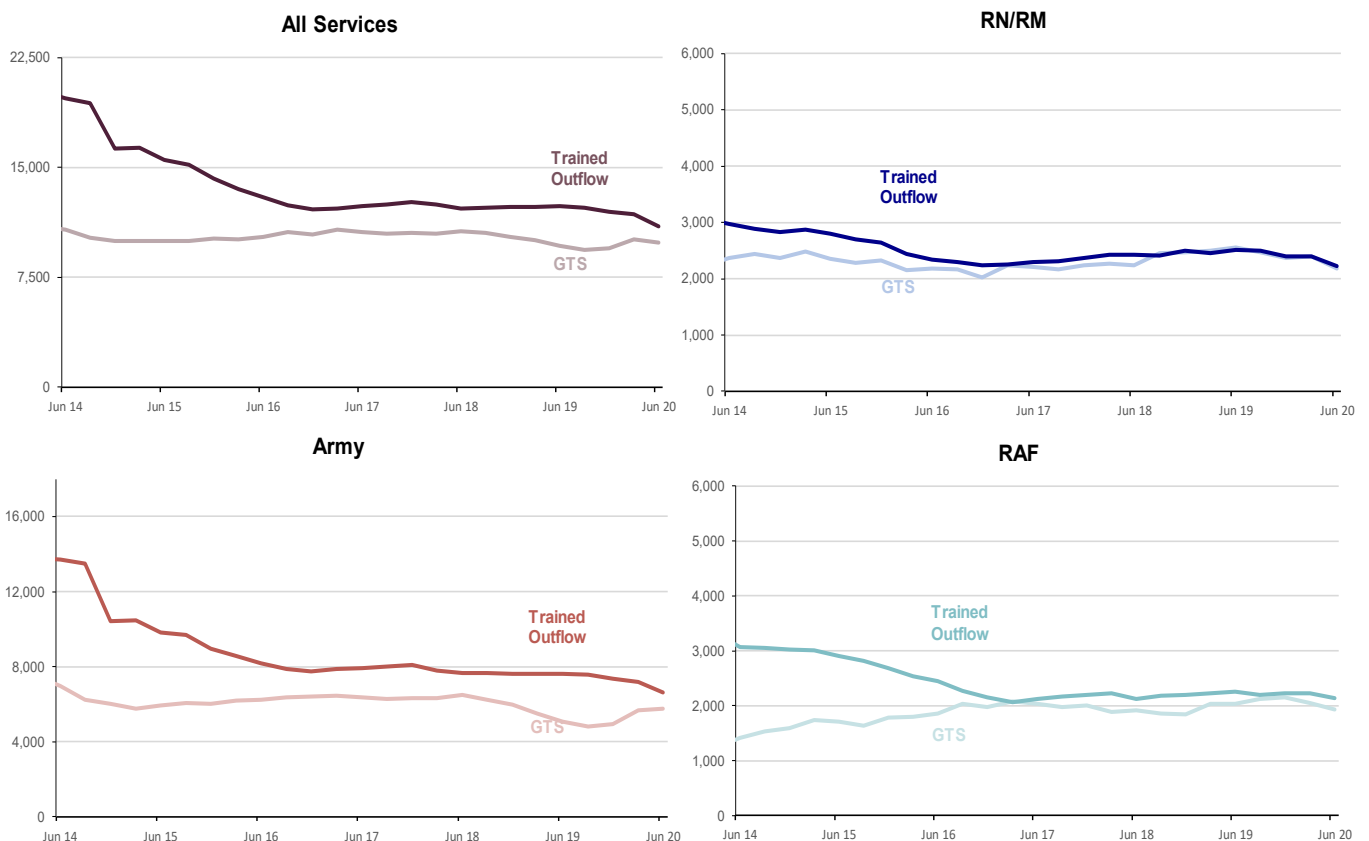 All Services
22,500
15,000
7,500
0
Trained
Outflow
GTS
Jun 14 Jun 15 Jun 16 Jun 17 Jun 18 Jun 19 Jun 20
RN/RM
6,000
5,000
4,000
3,000
2,000
1,000
0
Trained
Outflow
GTS
Jun 14 Jun 15 Jun 16 Jun 17 Jun 18 Jun 19 Jun 20
Army
16,000
12,000
8,000
4,000
0
Trained
Outflow
GTS
Jun 14 Jun 15 Jun 16 Jun 17 Jun 18 Jun 19 Jun 20
RAF
6,000
5,000
4,000
3,000
2,000
1,000
0
Trained
Outflow
GTS
Jun 14 Jun 15 Jun 16 Jun 17 Jun 18 Jun 19 Jun 20